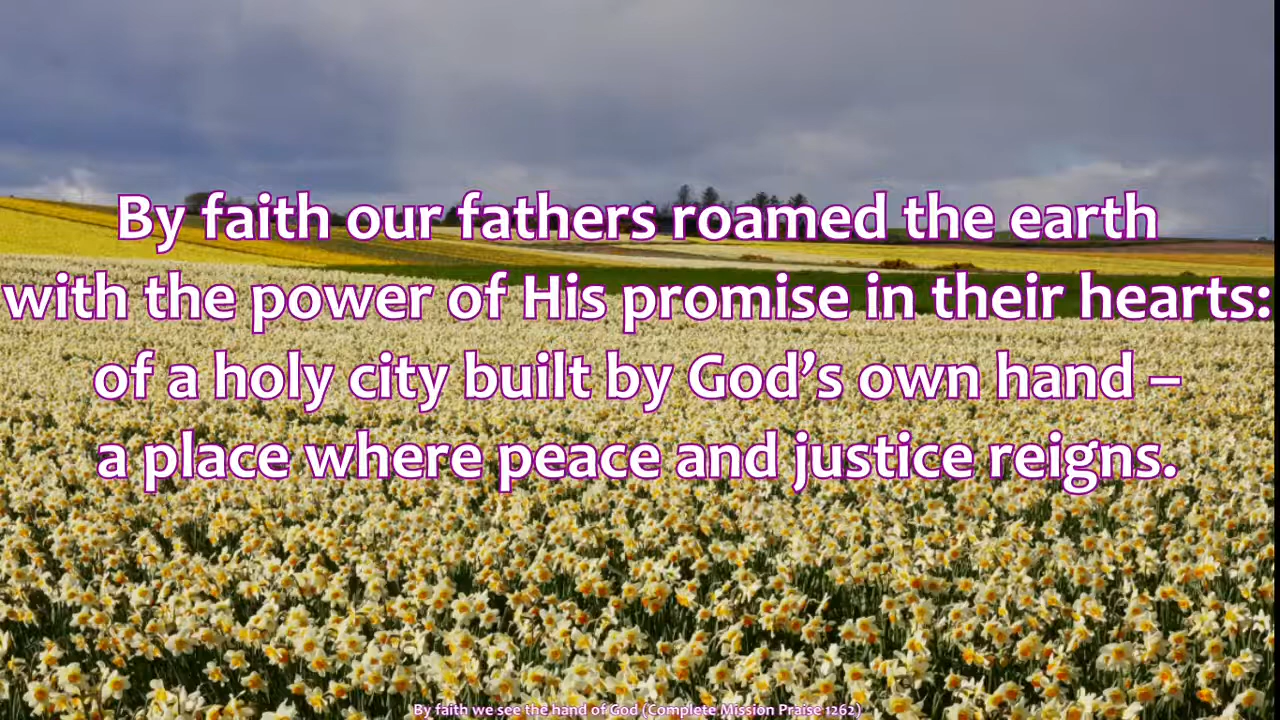 By faith our fathers roamed the earth
with the power of His promise in their hearts:
of a holy city built by God’s own hand –
a place where peace and justice reigns.
By faith we see the hand of God (Complete Mission Praise 1262)